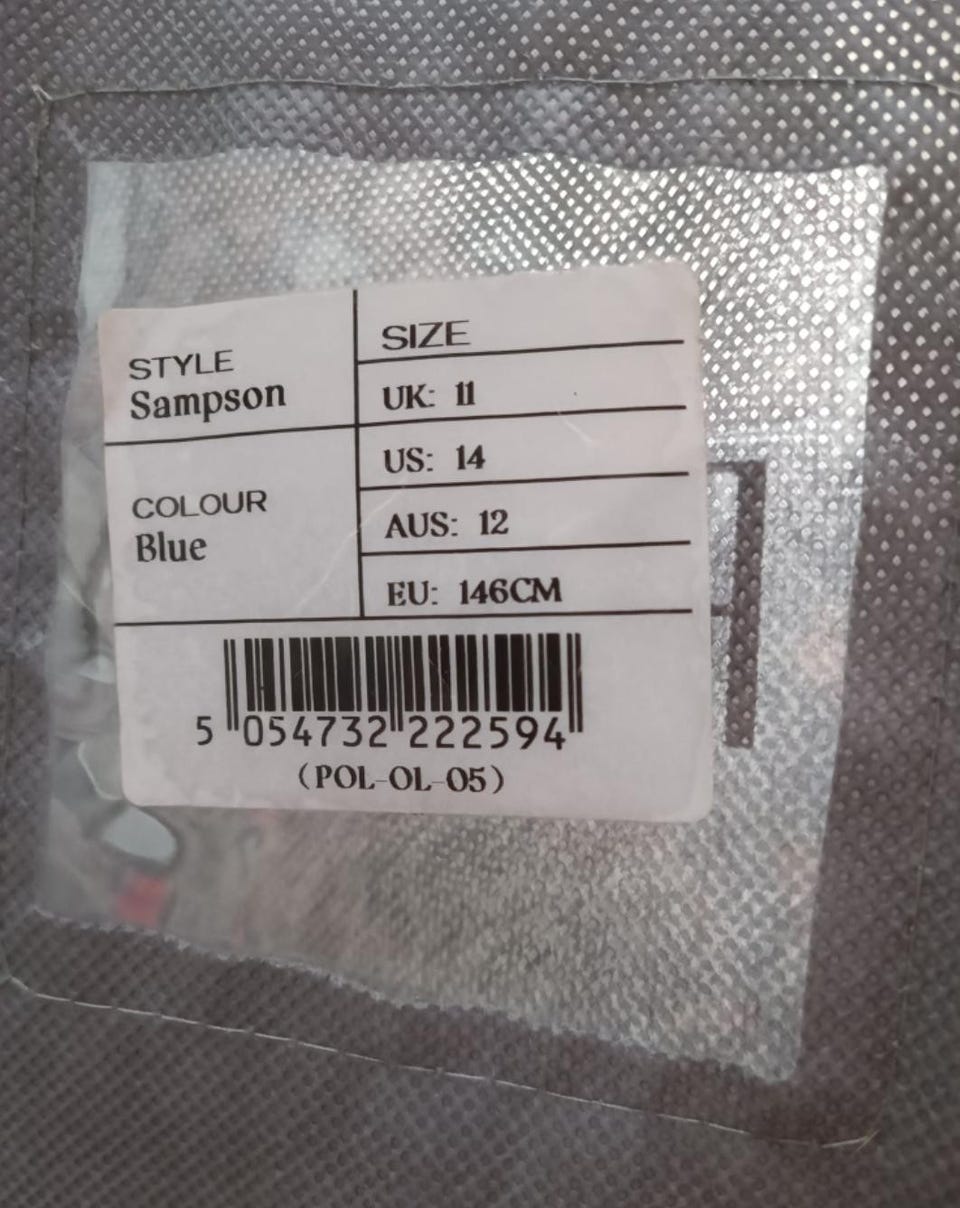 STYLE
Sampson
COLOUR
Blue
SIZE
UK: 11
US: 14
AUS: 12
EU: 146CM
5 054732 222594
(POL-OL-05)